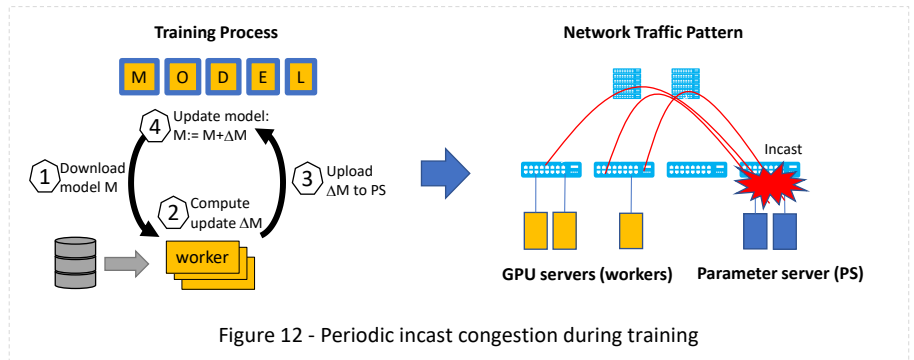 Training Process
M O D E L
4 Update model:
M:= M+ΔM
1 Download
model M
3 Upload
ΔM to PS
2 Compute
update ΔM
worker
Network Traffic Pattern
Incast
GPU servers (workers)
Parameter server (PS)
Figure 12 - Periodic incast congestion during training